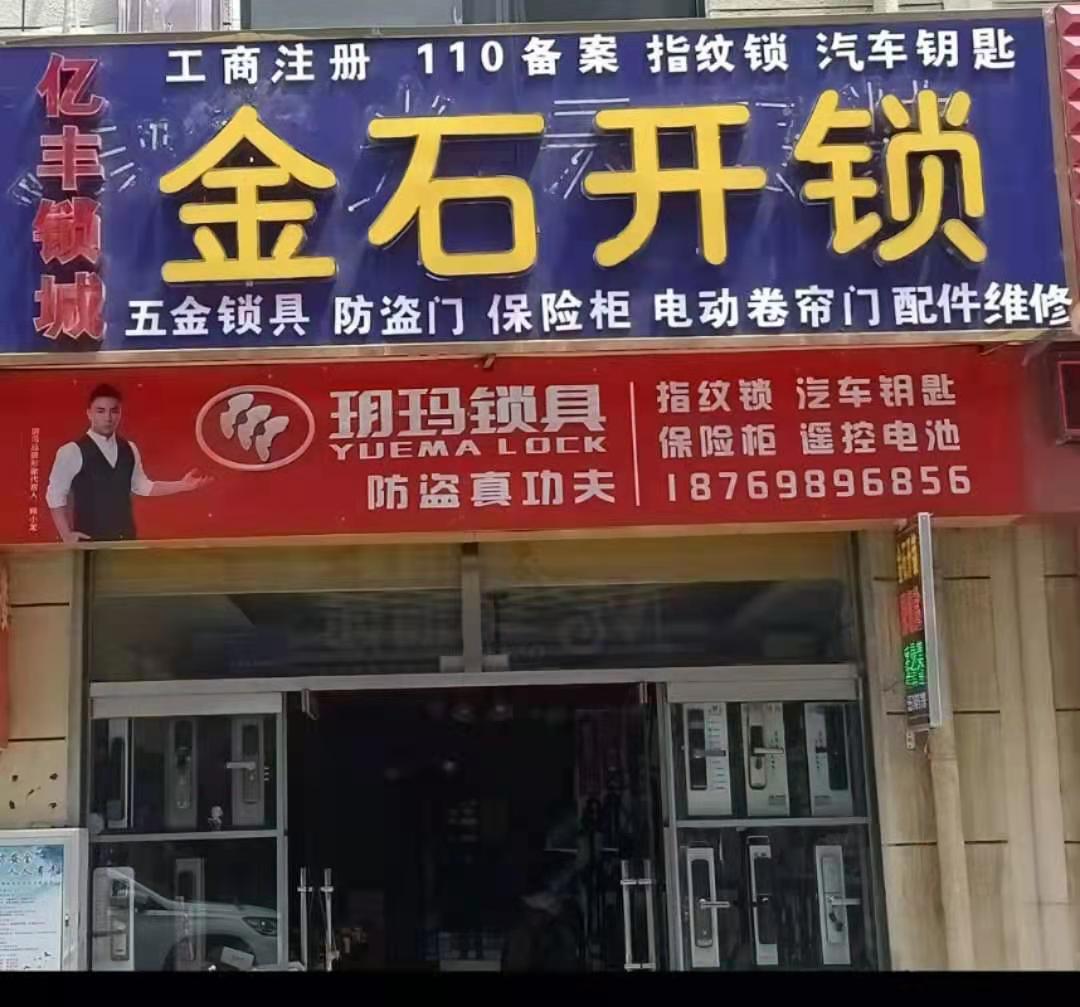 亿丰锁城
工商注册 110备案 指纹锁 汽车钥匙
金石开锁
五金锁具 防盗门 保险柜 电动卷帘门 配件维修
玥玛锁具
YUEMA LOCK
防盗真功夫
指纹锁 汽车钥匙
保险柜 遥控电池
18769896856